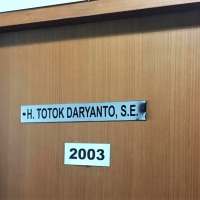 H. TOTOK DARYANTO, S.E.
2003